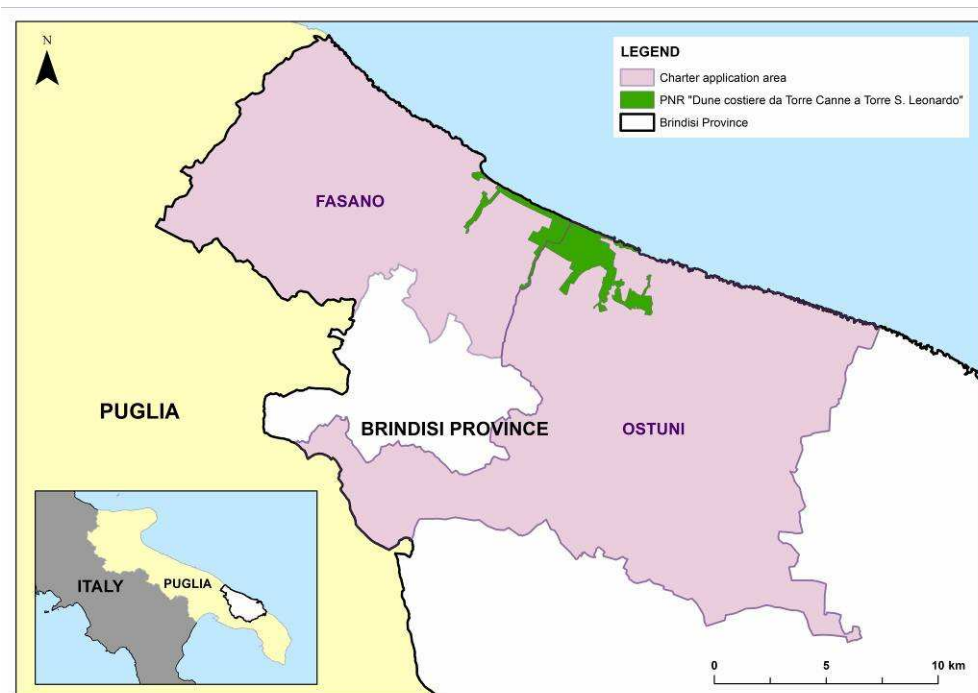 N
LEGEND
Charter application area
PNR "Dune costiere da Torre Canne a Torre S. Leonardo"
Brindisi Province
FASANO
PUGLIA
BRINDISI PROVINCE
OSTUNI
ITALY
PUGLIA
0 5 10 km